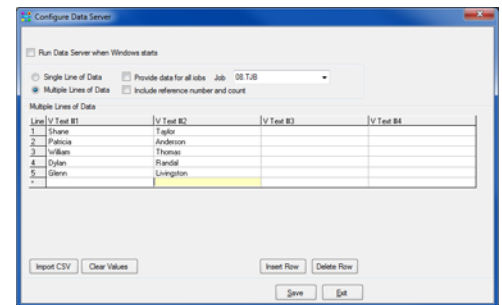 Configure Data Server
Run Data Server when Windows starts
Single Line of Data Provide data for all jobs Job 08.TJB
Multiple Lines of Data Include reference number and count
Multiple Lines of Data
Line V Text #1 V Text #2 V Text #3 V Text #4
1 Shane Taylor
2 Patricia Anderson
3 William Thomas
4 Dylan Randal
5 Glenn Livingston
*
Import CSV Clear Values Insert Row Delete Row
Save Exit